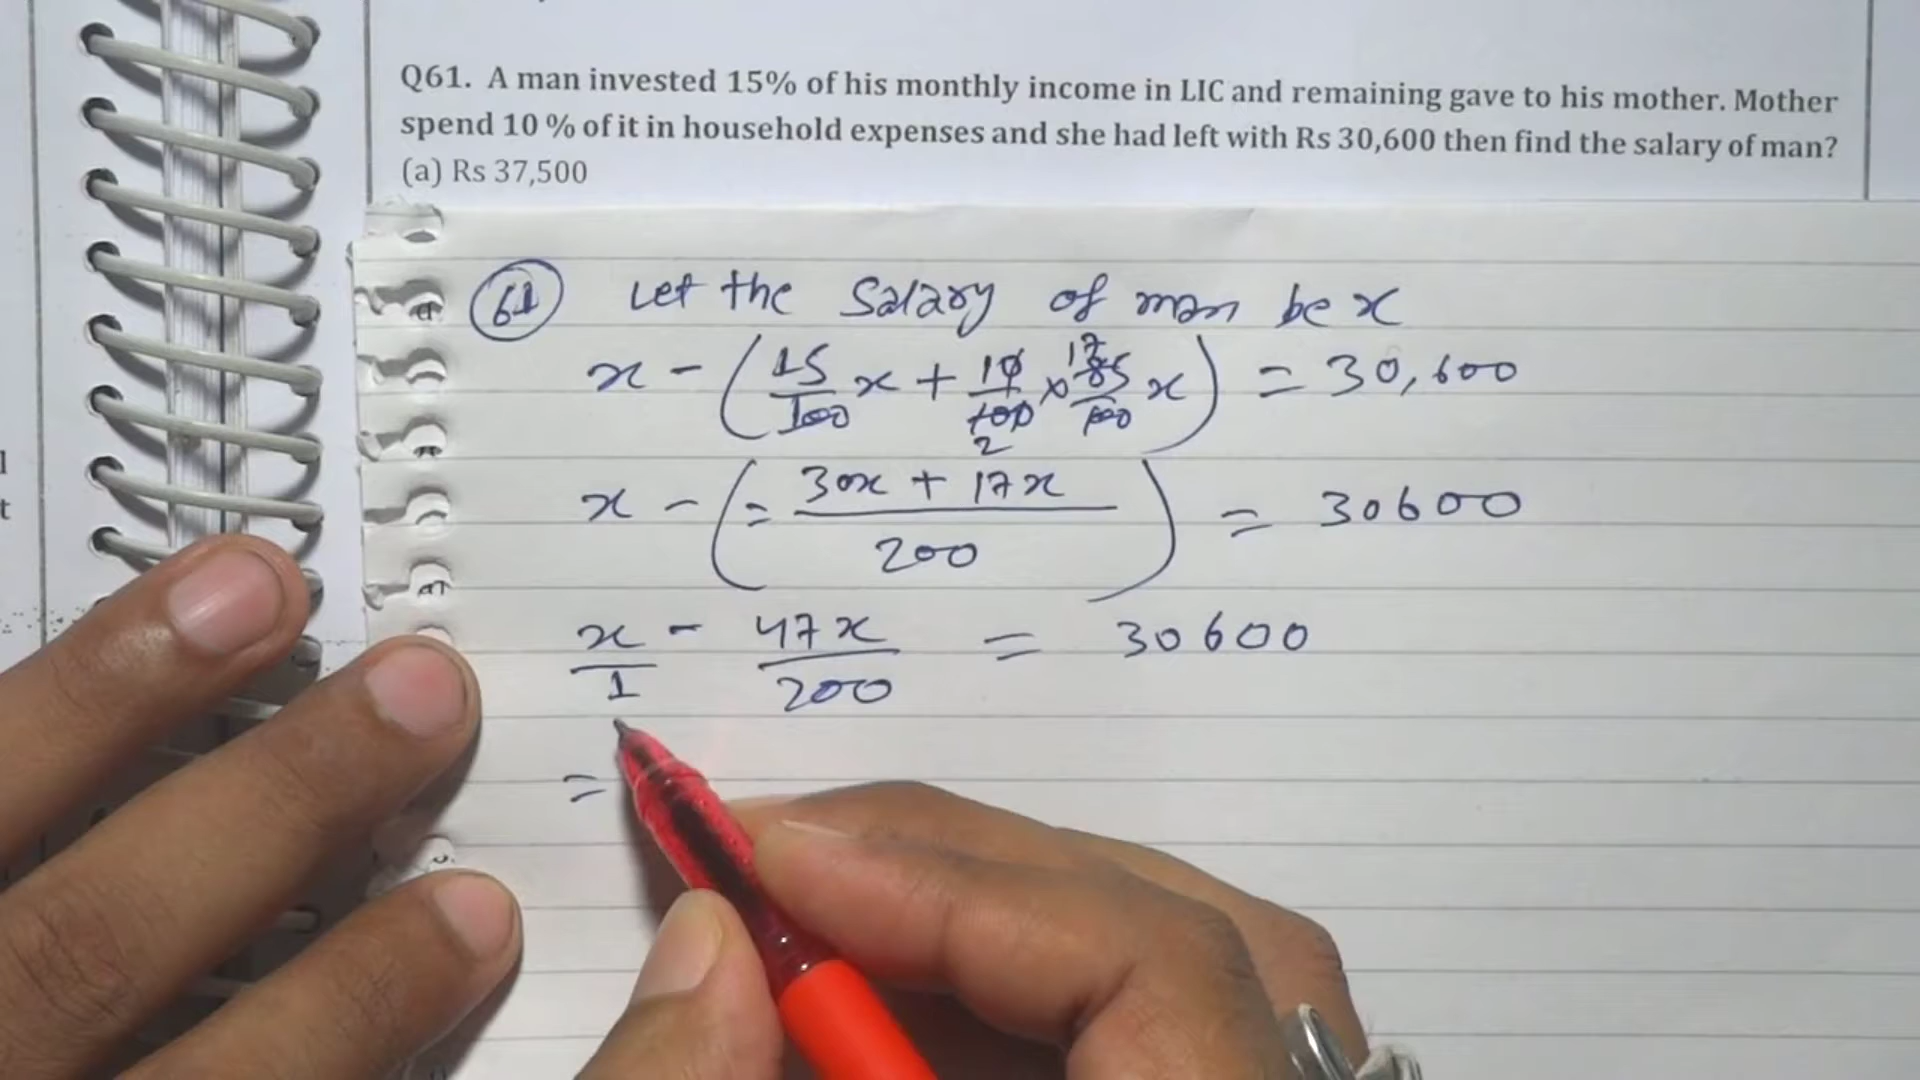 Q61. A man invested 15% of his monthly income in LIC and remaining gave to his mother. Mother
spend 10 % of it in household expenses and she had left with Rs 30,600 then find the salary of man?
(a) Rs 37,500
61 Let the Salary of man be x
x - (15/100 x + 10/100 × 85/100 x) = 30,600
17
2
x - (= 30x + 17x / 200) = 30600
x/1 - 47x/200 = 30600
=
l
t